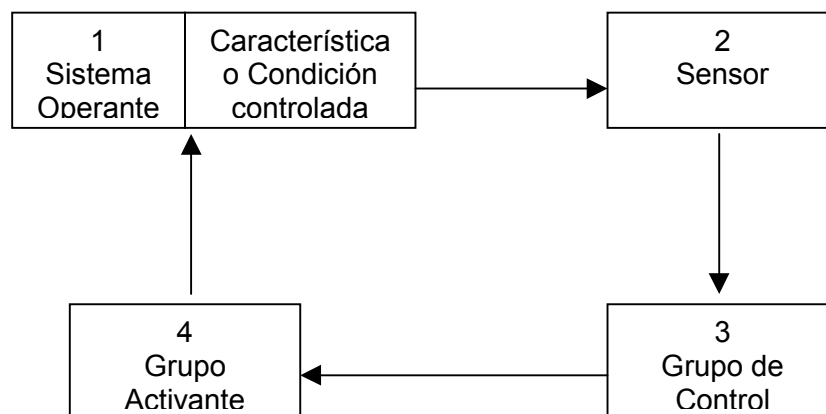 1
Sistema
Operante
Característica
o Condición
controlada
2
Sensor
4
Grupo
Activante
3
Grupo de
Control